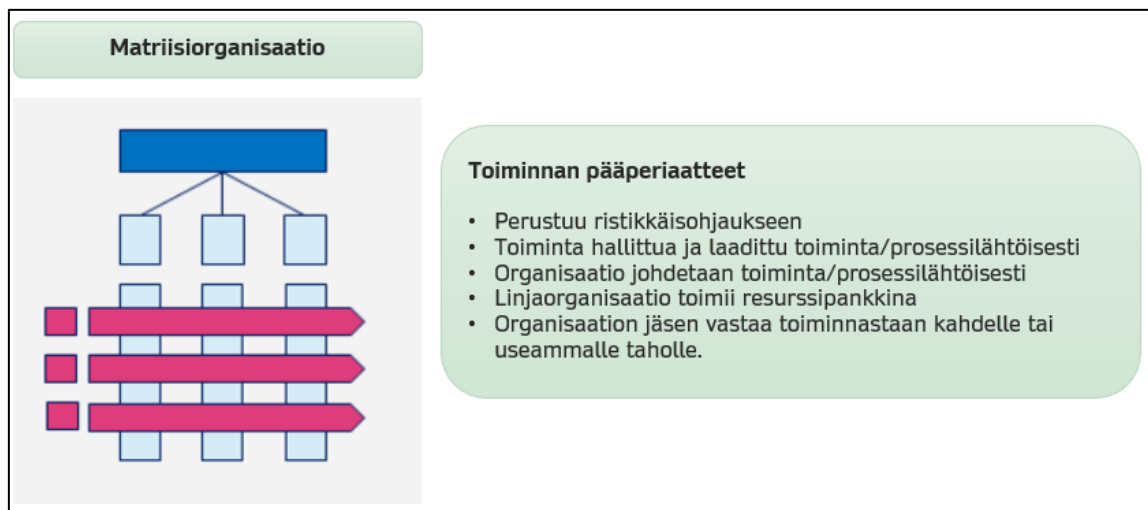 Matriisiorganisaatio
Toiminnan pääperiaatteet
• Perustuu ristikkäisohjaukseen
• Toiminta hallittua ja laadittu toiminta/prosessilähtöisesti
• Organisaatio johdetaan toiminta/prosessilähtöisesti
• Linjaorganisaatio toimii resurssipankkina
• Organisaation jäsen vastaa toiminnastaan kahdelle tai
useammalle taholle.